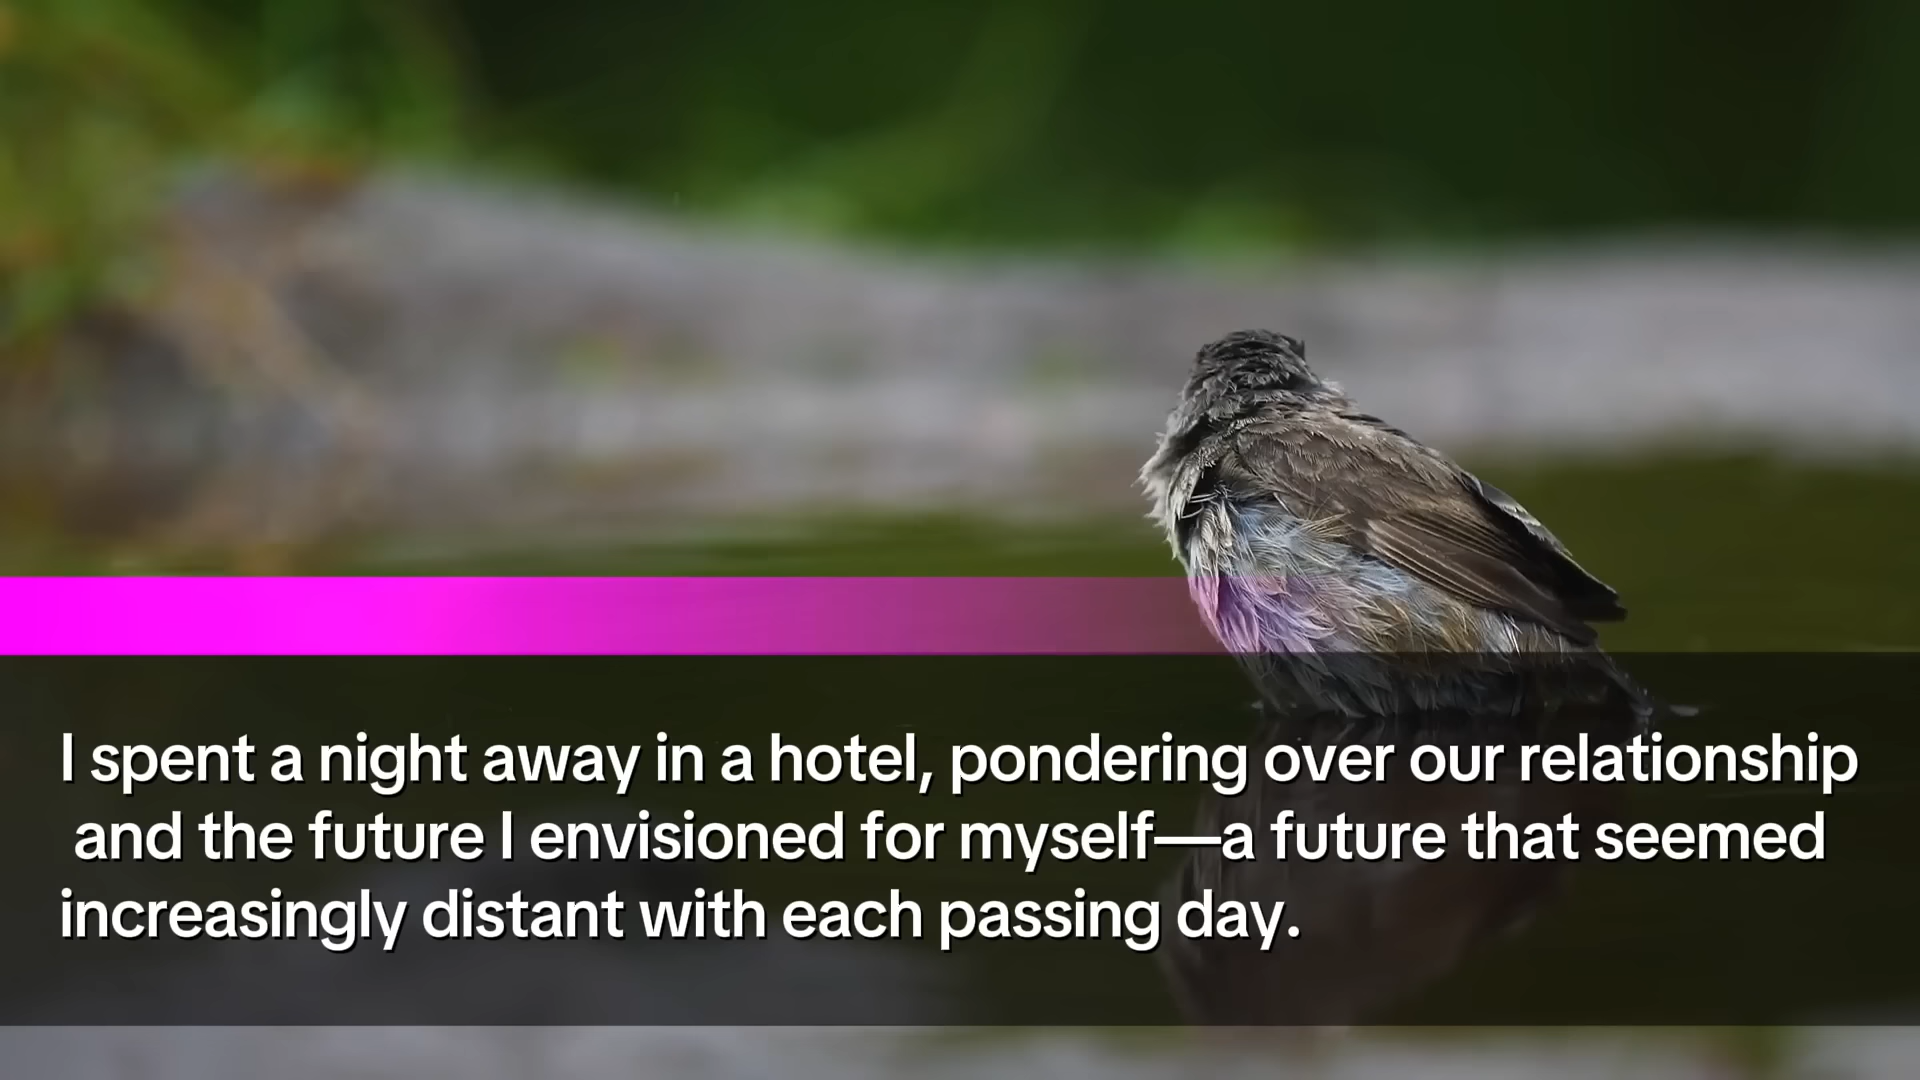 I spent a night away in a hotel, pondering over our relationship
and the future I envisioned for myself—a future that seemed
increasingly distant with each passing day.